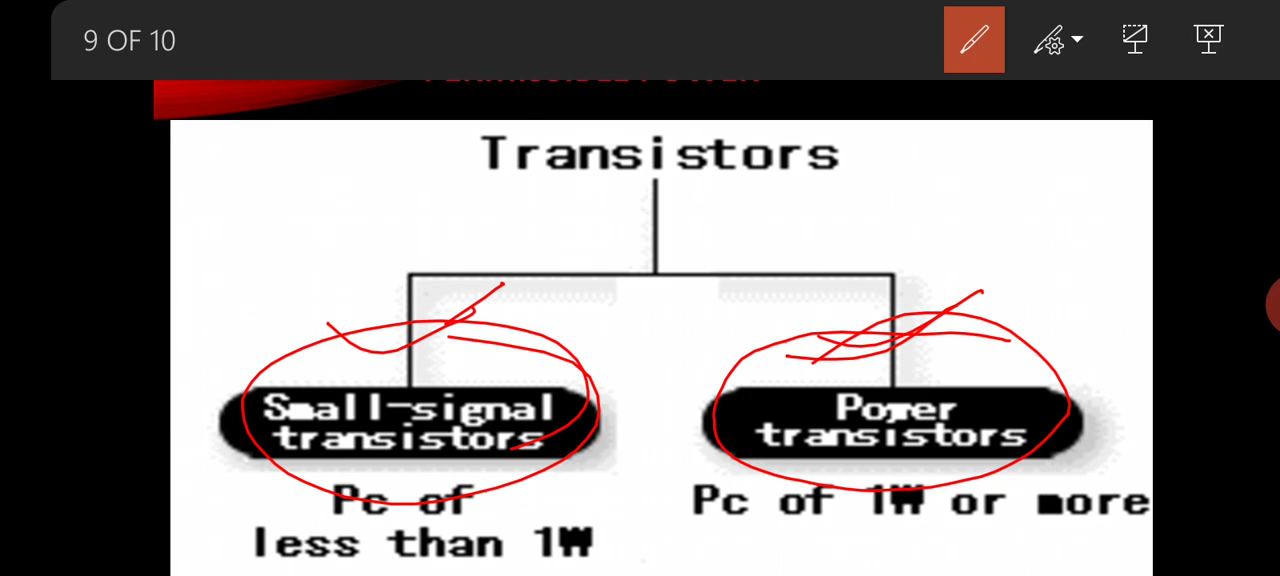 9 OF 10
Transistors
Small-signal
transistors
Power
transistors
Pc of
less than 1W
Pc of 1W or more